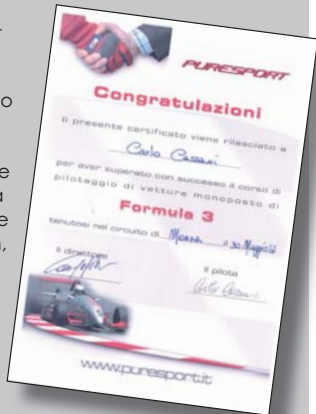 PURESPORT
Congratulazioni
Il presente certificato viene rilasciato a
Carlo Cassani
per aver superato con successo il corso di
pilotaggio di vetture monoposto di
Formula 3
tenutosi nel circuito di Monza il 30 Maggio
il direttore
il pilota
Carlo Cassani
www.puresport.it